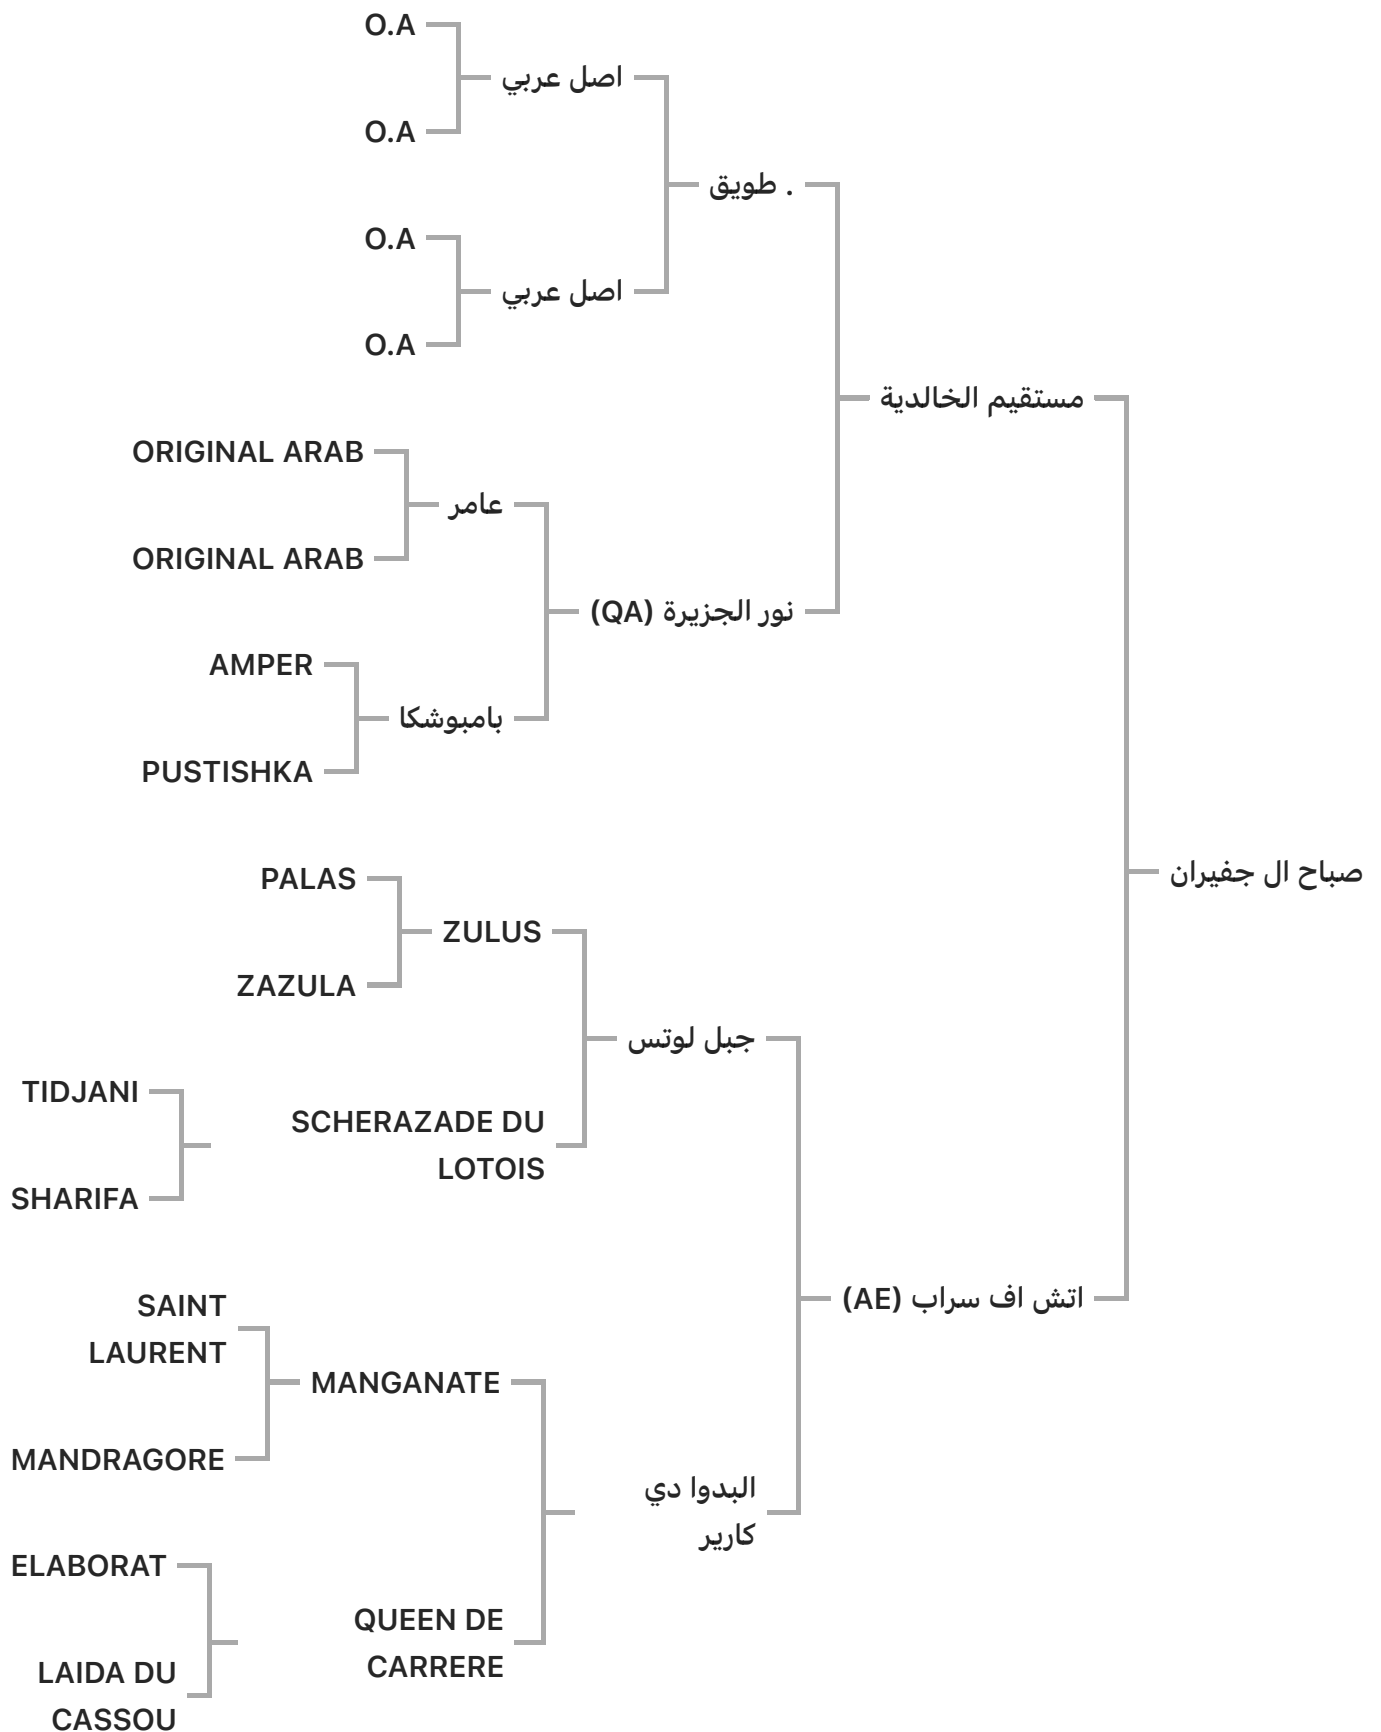 O.A
اصل عربي
O.A
. طويق
O.A
اصل عربي
O.A
مستقيم الخالدية
ORIGINAL ARAB
عامر
ORIGINAL ARAB
نور الجزيرة (QA)
AMPER
بامبوشكا
PUSTISHKA
صباح ال جفيران
PALAS
ZULUS
ZAZULA
جبل لوتس
TIDJANI
SCHERAZADE DU
LOTOIS
SHARIFA
اتش اف سراب (AE)
SAINT
LAURENT
MANGANATE
MANDRAGORE
البدوا دي
كارير
ELABORAT
QUEEN DE
CARRERE
LAIDA DU
CASSOU